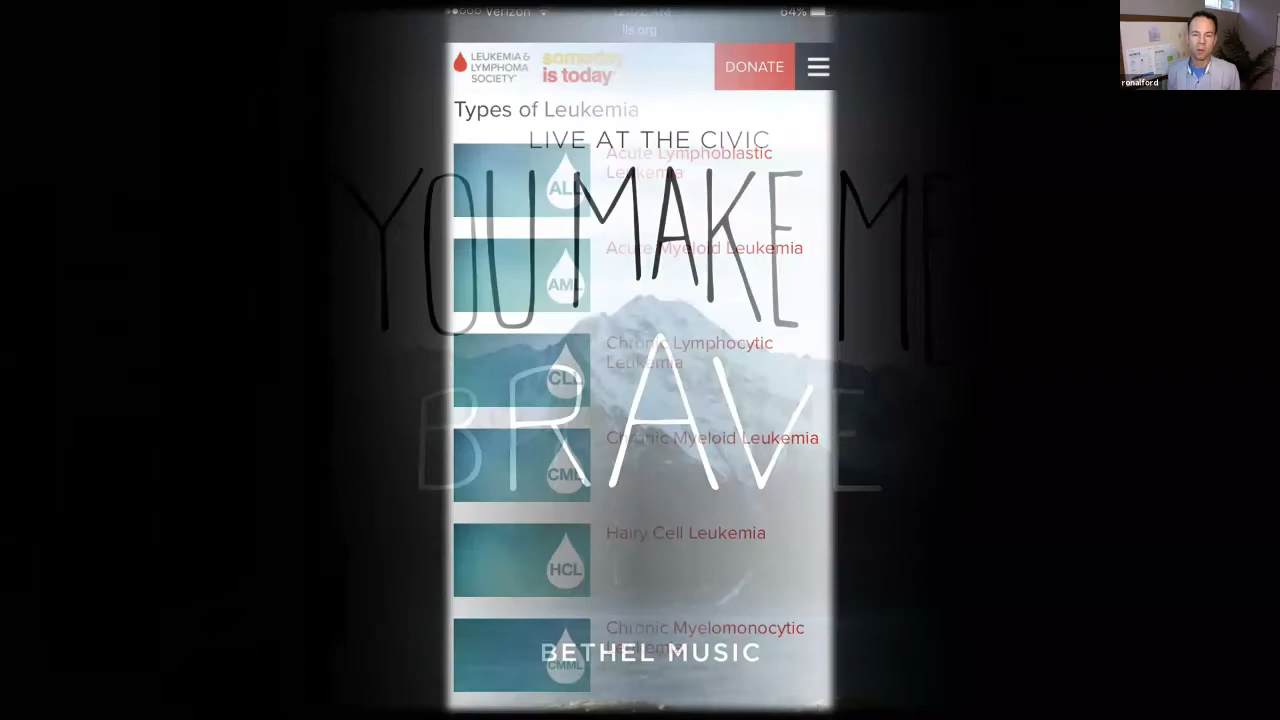 Verizon
64%
lls.org
LEUKEMIA &
LYMPHOMA
SOCIETY
someday
is today
DONATE
Types of Leukemia
LIVE AT THE CIVIC
YOU MAKE ME
BRAVE
BETHEL MUSIC
ALL
Acute Lymphoblastic
Leukemia
AML
Acute Myeloid Leukemia
CLL
Chronic Lymphocytic
Leukemia
CML
Chronic Myeloid Leukemia
HCL
Hairy Cell Leukemia
CMML
Chronic Myelomonocytic
Leukemia
ronalford